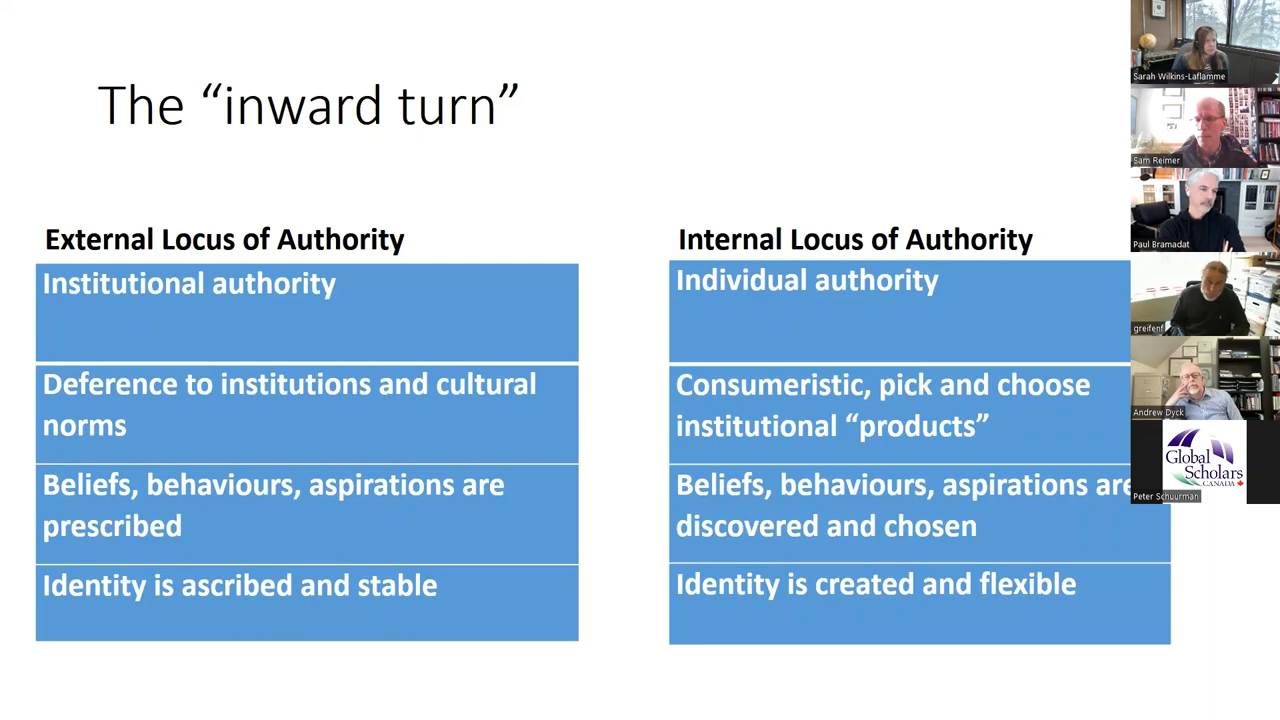 The “inward turn”
External Locus of Authority
Institutional authority
Deference to institutions and cultural
norms
Beliefs, behaviours, aspirations are
prescribed
Identity is ascribed and stable
Internal Locus of Authority
Individual authority
Consumeristic, pick and choose
institutional “products”
Beliefs, behaviours, aspirations are
discovered and chosen
Identity is created and flexible
Sarah Wilkins-Laflamme
Sam Reimer
Paul Bramadat
greifenf
Andrew Dyck
Global
Scholars
CANADA
Peter Schuurman